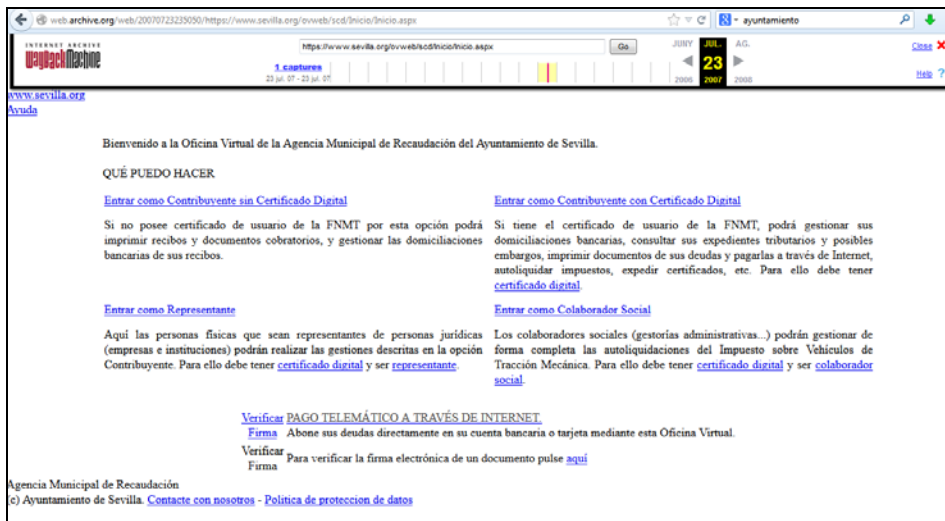 web.archive.org/web/20070723235050/https://www.sevilla.org/ovweb/scd/Inicio/Inicio.aspx
ayuntamiento
INTERNET ARCHIVE
WayBackMachine
https://www.sevilla.org/ovweb/scd/Inicio/Inicio.aspx
Go
JUNY JUL. AG.
Close
1 captures
23 jul. 07 - 23 jul. 07
23
2006 2007 2008
Help ?
www.sevilla.org
Ayuda
Bienvenido a la Oficina Virtual de la Agencia Municipal de Recaudación del Ayuntamiento de Sevilla.
QUÉ PUEDO HACER
Entrar como Contribuyente sin Certificado Digital
Si no posee certificado de usuario de la FNMT por esta opción podrá
imprimir recibos y documentos cobratorios, y gestionar las domiciliaciones
bancarias de sus recibos.
Entrar como Contribuyente con Certificado Digital
Si tiene el certificado de usuario de la FNMT, podrá gestionar sus
domiciliaciones bancarias, consultar sus expedientes tributarios y posibles
embargos, imprimir documentos de sus deudas y pagarlas a través de Internet,
autoliquidar impuestos, expedir certificados, etc. Para ello debe tener
certificado digital.
Entrar como Representante
Aquí las personas físicas que sean representantes de personas jurídicas
(empresas e instituciones) podrán realizar las gestiones descritas en la opción
Contribuyente. Para ello debe tener certificado digital y ser representante.
Entrar como Colaborador Social
Los colaboradores sociales (gestorías administrativas...) podrán gestionar de
forma completa las autoliquidaciones del Impuesto sobre Vehículos de
Tracción Mecánica. Para ello debe tener certificado digital y ser colaborador
social.
Verificar PAGO TELEMÁTICO A TRAVÉS DE INTERNET.
Firma Abone sus deudas directamente en su cuenta bancaria o tarjeta mediante esta Oficina Virtual.
Verificar
Firma
Para verificar la firma electrónica de un documento pulse aquí
Agencia Municipal de Recaudación
(c) Ayuntamiento de Sevilla. Contacte con nosotros - Politica de proteccion de datos